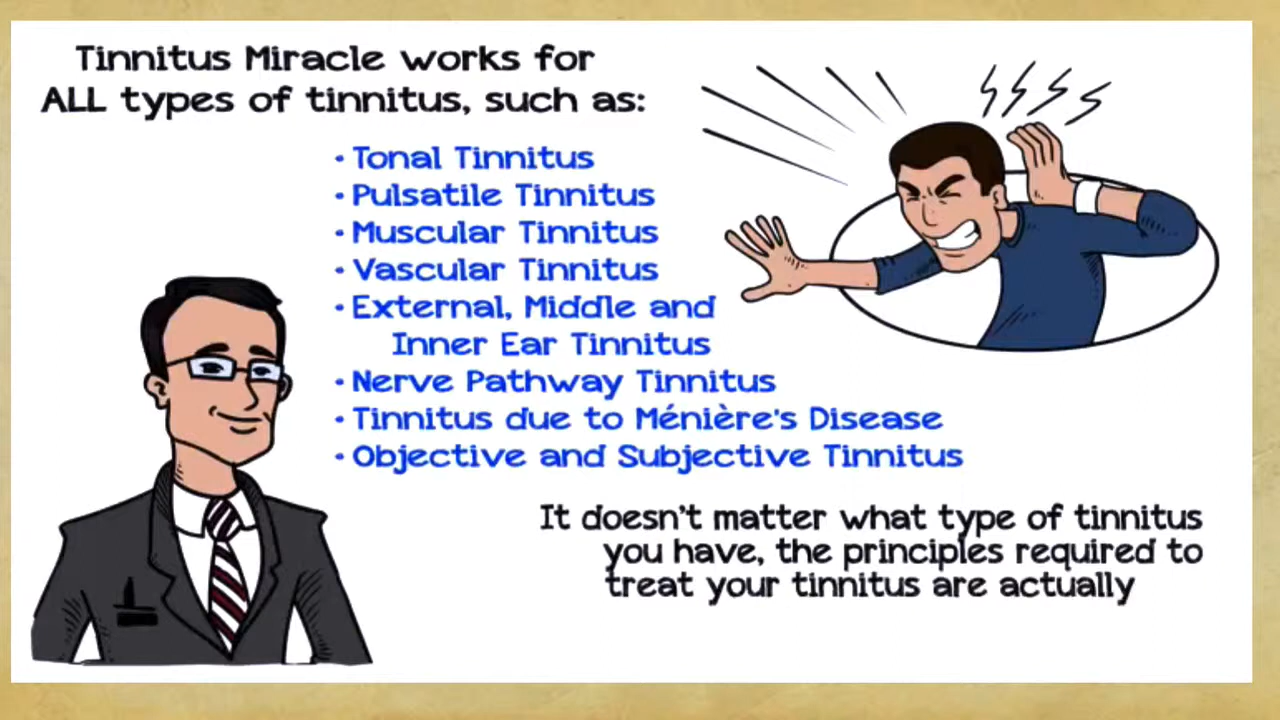 Tinnitus Miracle works for
ALL types of tinnitus, such as:
• Tonal Tinnitus
• Pulsatile Tinnitus
• Muscular Tinnitus
• Vascular Tinnitus
• External, Middle and
Inner Ear Tinnitus
• Nerve Pathway Tinnitus
• Tinnitus due to Ménière's Disease
• Objective and Subjective Tinnitus
It doesn't matter what type of tinnitus
you have, the principles required to
treat your tinnitus are actually